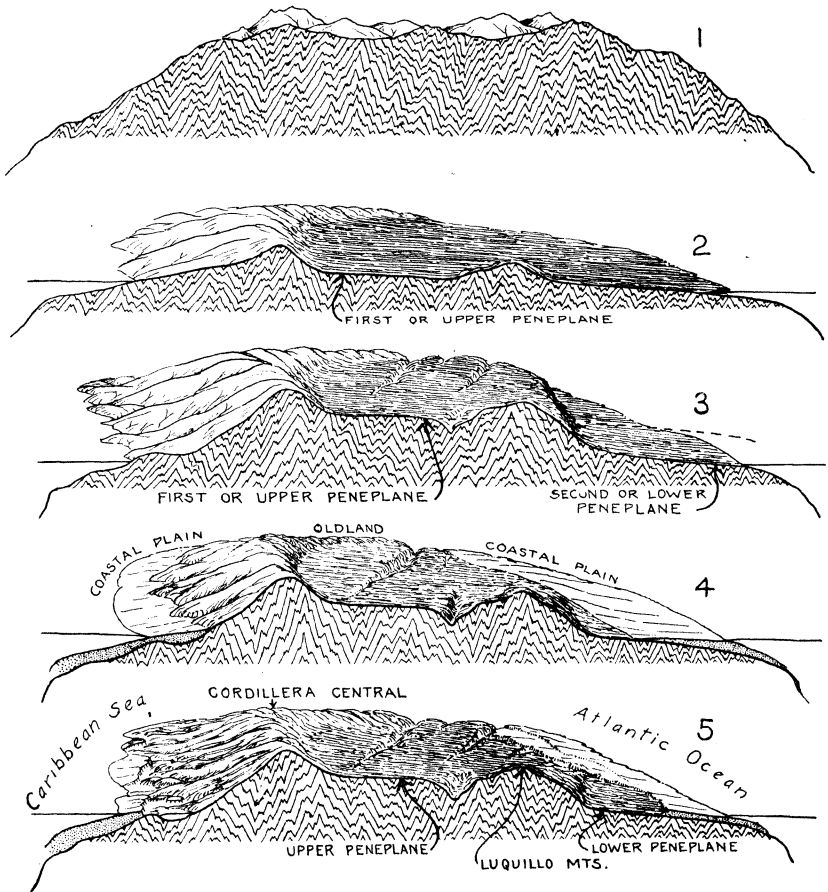 1
2
FIRST OR UPPER PENEPLANE
3
FIRST OR UPPER PENEPLANE
SECUND OR LOWER
PENEPLANE
COASTAL PLAIN
OLDLAND
COASTAL PLAIN
4
CORDILLERA CENTRAL
Caribbean Sea
Atlantic Ocean
5
UPPER PENEPLANE
LUQUILLO MTS.
LOWER PENEPLANE